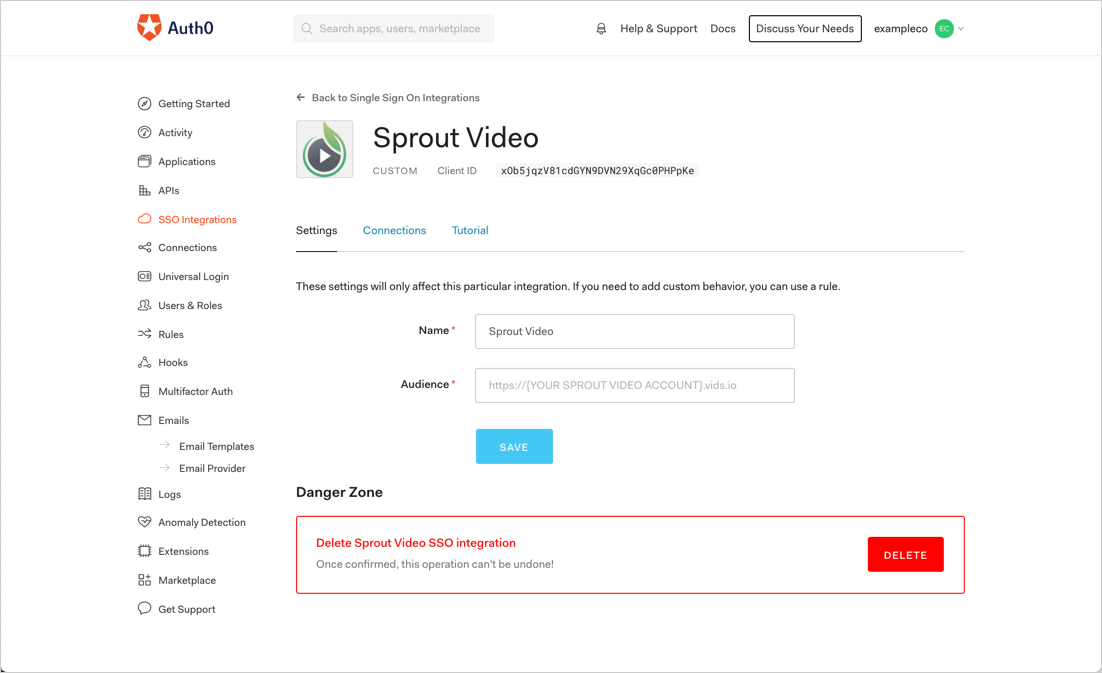 Auth0
Search apps, users, marketplace
Help & Support
Docs
Discuss Your Needs
exampleco
EC
Getting Started
Activity
Applications
APIs
SSO Integrations
Connections
Universal Login
Users & Roles
Rules
Hooks
Multifactor Auth
Emails
Email Templates
Email Provider
Logs
Anomaly Detection
Extensions
Marketplace
Get Support
Back to Single Sign On Integrations
Sprout Video
CUSTOM Client ID xOb5jqzV81cdGYN9DVN29XqGc0PHPpKe
Settings Connections Tutorial
These settings will only affect this particular integration. If you need to add custom behavior, you can use a rule.
Name* Sprout Video
Audience* https://{YOUR SPROUT VIDEO ACCOUNT}.vids.io
SAVE
Danger Zone
Delete Sprout Video SSO integration
Once confirmed, this operation can't be undone!
DELETE